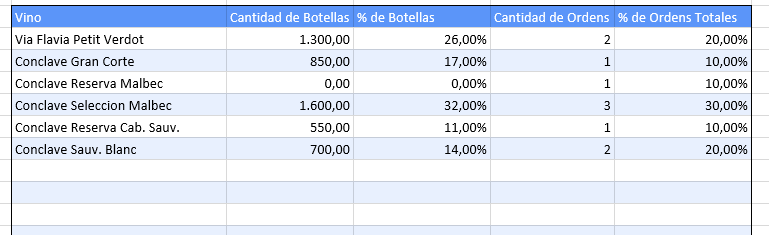 Vino Cantidad de Botellas % de Botellas Cantidad de Ordens % de Ordens Totales
Via Flavia Petit Verdot 1.300,00 26,00% 2 20,00%
Conclave Gran Corte 850,00 17,00% 1 10,00%
Conclave Reserva Malbec 0,00 0,00% 1 10,00%
Conclave Seleccion Malbec 1.600,00 32,00% 3 30,00%
Conclave Reserva Cab. Sauv. 550,00 11,00% 1 10,00%
Conclave Sauv. Blanc 700,00 14,00% 2 20,00%